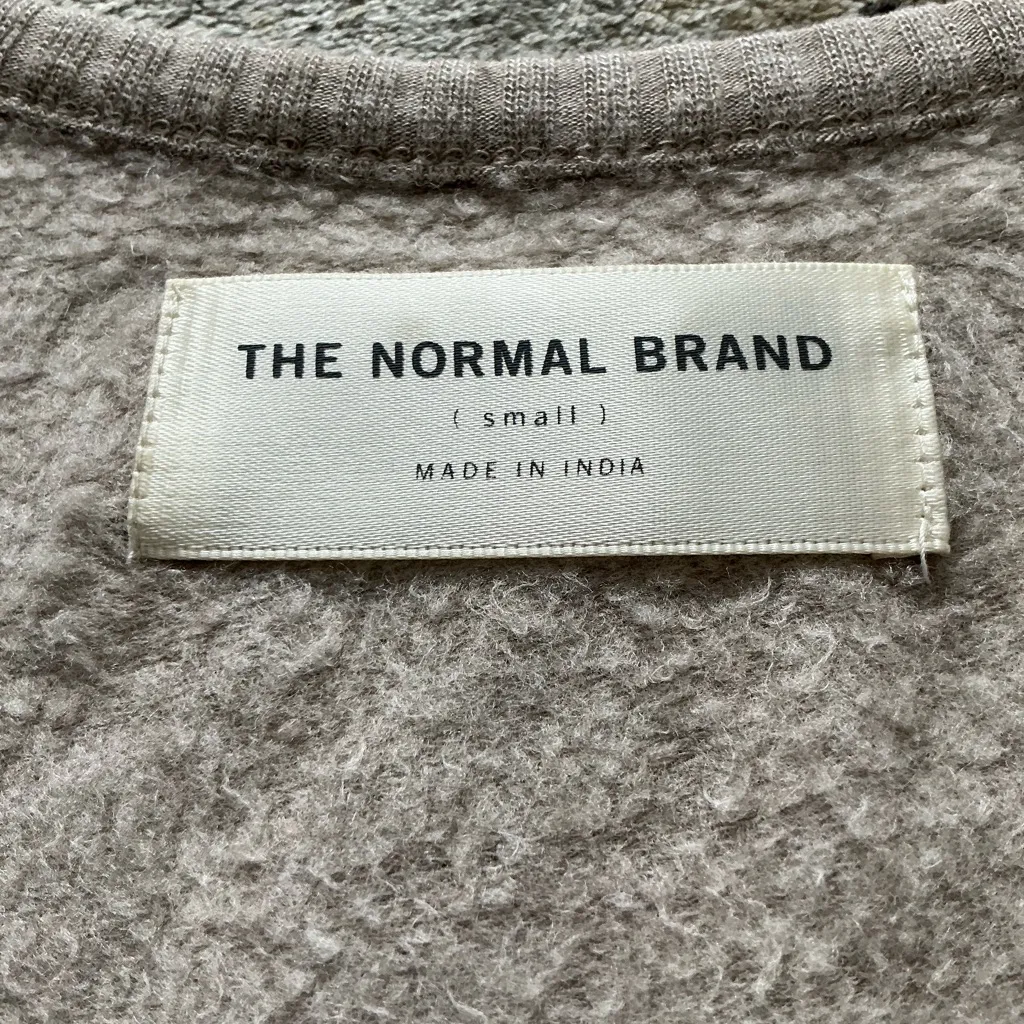 THE NORMAL BRAND
( small )
MADE IN INDIA